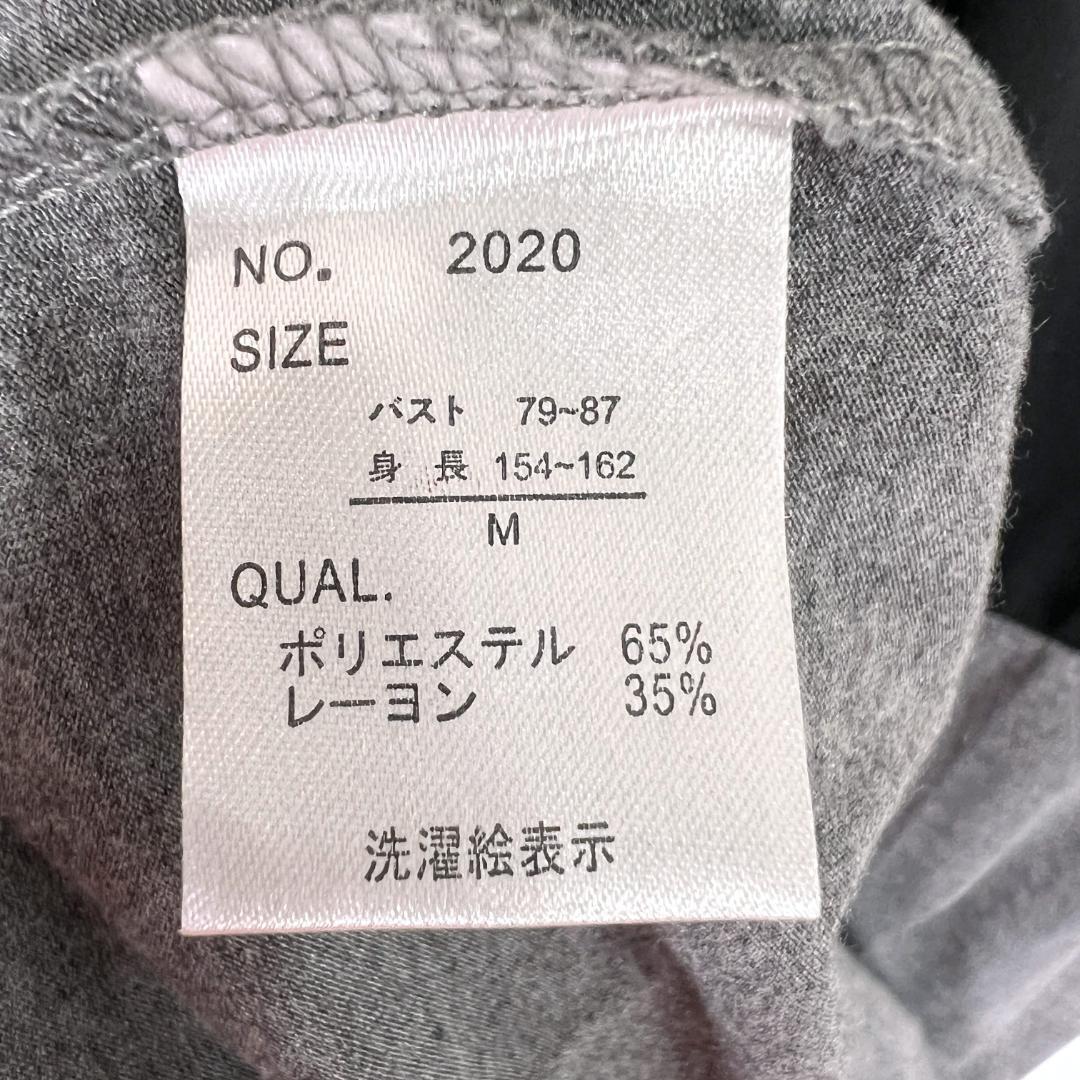 NO. 2020
SIZE
バスト 79~87
身 長 154~162
M
QUAL.
ポリエステル 65%
レーヨン 35%
洗濯絵表示